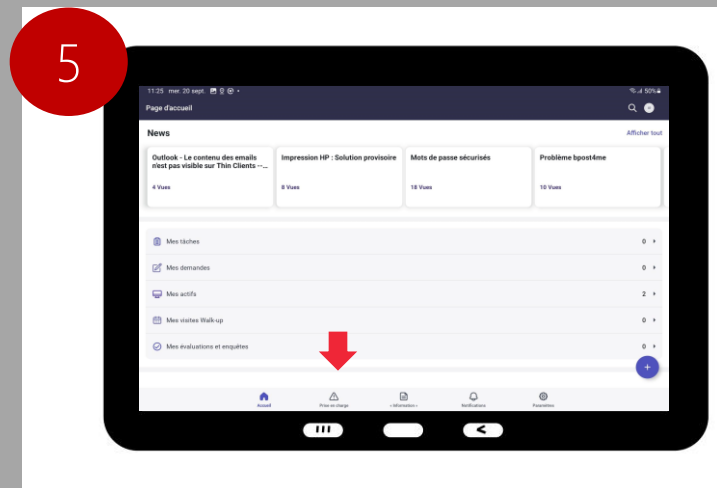 5
11:25 mer. 20 sept.
50%
Page d'accueil
News
Afficher tout
Outlook - Le contenu des emails
n'est pas visible sur Thin Clients --...
4 Vues
Impression HP : Solution provisoire
8 Vues
Mots de passe sécurisés
18 Vues
Problème bpost4me
10 Vues
Mes tâches 0
Mes demandes 0
Mes actifs 2
Mes visites Walk-up 0
Mes évaluations et enquêtes 0
+
Accueil
Prise en charge
Information
Notifications
Paramètres